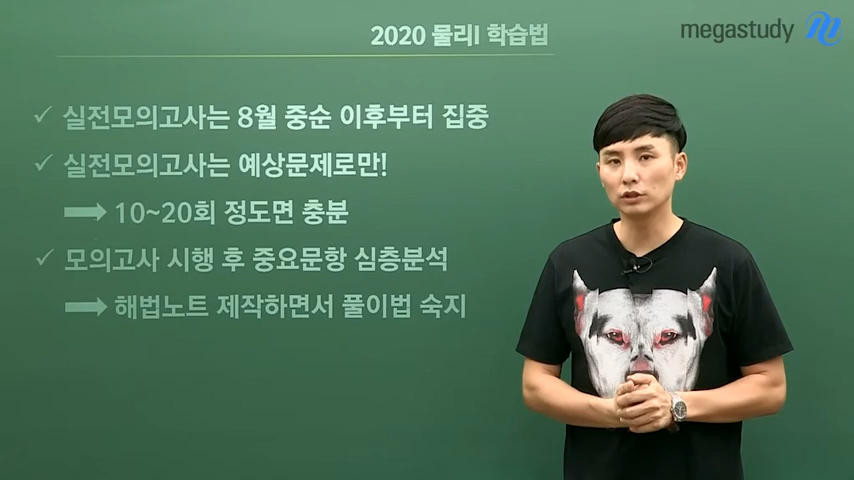 2020 물리Ⅰ 학습법
megastudy
✓ 실전모의고사는 8월 중순 이후부터 집중
✓ 실전모의고사는 예상문제로만!
➡ 10~20회 정도면 충분
✓ 모의고사 시행 후 중요문항 심층분석
➡ 해법노트 제작하면서 풀이법 숙지